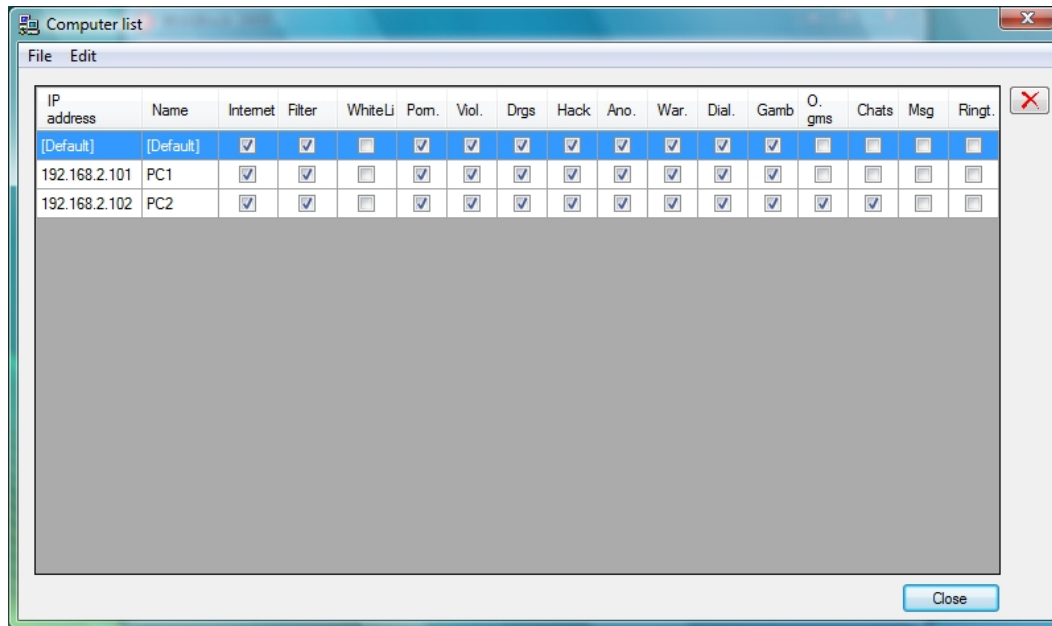 Computer list
File Edit
IP address Name Internet Filter WhiteLi Porn. Viol. Drgs Hack Ano. War. Dial. Gamb O. gms Chats Msg Ringt.
[Default] [Default]
192.168.2.101 PC1
192.168.2.102 PC2
Close